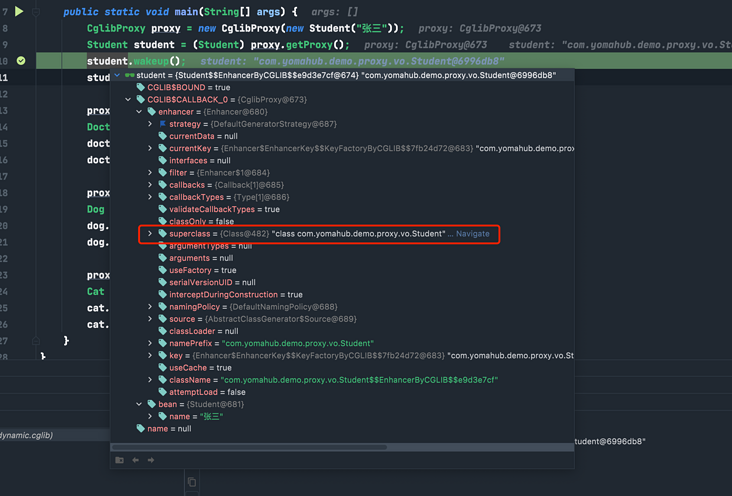 7 public static void main(String[] args) { args: []
8 CglibProxy proxy = new CglibProxy(new Student("张三")); proxy: CglibProxy@673
9 Student student = (Student) proxy.getProxy(); proxy: CglibProxy@673 student: "com.yomahub.demo.proxy.vo.St
10 student.wakeup(); student: "com.yomahub.demo.proxy.vo.Student@6996db8"
11 stud
student = {Student$$EnhancerByCGLIB$$e9d3e7cf@674} "com.yomahub.demo.proxy.vo.Student@6996db8"
CGLIB$BOUND = true
12
CGLIB$CALLBACK_0 = {CglibProxy@673}
13 prox
enhancer = {Enhancer@680}
14 Doct
strategy = {DefaultGeneratorStrategy@687}
15 doct
currentData = null
16 doct
currentKey = {Enhancer$EnhancerKey$$KeyFactoryByCGLIB$$7fb24d72@683} "com.yomahub.demo.prox
17
interfaces = null
filter = {Enhancer$1@684}
18 prox
callbacks = {Callback[1]@685}
19 Dog
callbackTypes = {Type[1]@686}
validateCallbackTypes = true
20 dog.
classOnly = false
21 dog.
superclass = {Class@482} "class com.yomahub.demo.proxy.vo.Student" ... Navigate
22
argumentTypes = null
arguments = null
23 prox
useFactory = true
24 Cat
serialVersionUID = null
interceptDuringConstruction = true
25 cat.
namingPolicy = {DefaultNamingPolicy@688}
source = {AbstractClassGenerator$Source@689}
26 cat.
classLoader = null
27 }
namePrefix = "com.yomahub.demo.proxy.vo.Student"
28 }
key = {Enhancer$EnhancerKey$$KeyFactoryByCGLIB$$7fb24d72@683} "com.yomahub.demo.proxy.vo.St
useCache = true
className = "com.yomahub.demo.proxy.vo.Student$$EnhancerByCGLIB$$e9d3e7cf"
attemptLoad = false
bean = {Student@681}
name = "张三"
name = null
dynamic.cglib)
tudent@6996db8"